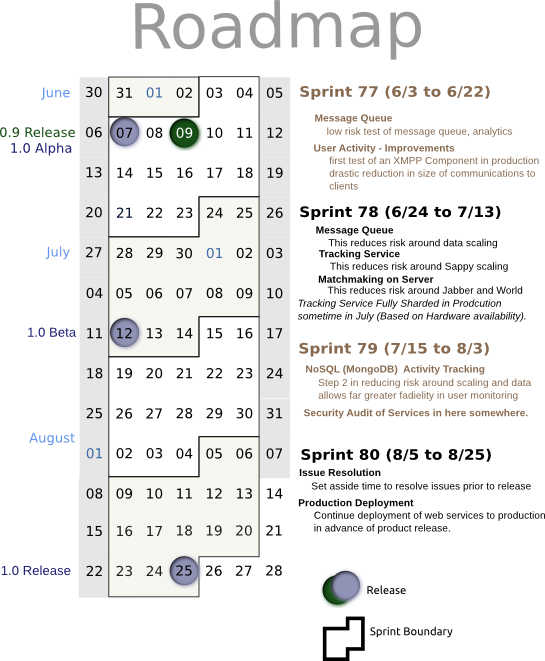 Roadmap
June
30 31 01 02 03 04 05
0.9 Release
1.0 Alpha
06 07 08 09 10 11 12
13 14 15 16 17 18 19
20 21 22 23 24 25 26
July
27 28 29 30 01 02 03
04 05 06 07 08 09 10
1.0 Beta
11 12 13 14 15 16 17
18 19 20 21 22 23 24
25 26 27 28 29 30 31
August
01 02 03 04 05 06 07
08 09 10 11 12 13 14
15 16 17 18 19 20 21
1.0 Release
22 23 24 25 26 27 28
Sprint 77 (6/3 to 6/22)
Message Queue
low risk test of message queue, analytics
User Activity - Improvements
first test of an XMPP Component in production
drastic reduction in size of communications to
clients
Sprint 78 (6/24 to 7/13)
Message Queue
This reduces risk around data scaling
Tracking Service
This reduces risk around Sappy scaling
Matchmaking on Server
This reduces risk around Jabber and World
Tracking Service Fully Sharded in Prodcution
sometime in July (Based on Hardware availability).
Sprint 79 (7/15 to 8/3)
NoSQL (MongoDB) Activity Tracking
Step 2 in reducing risk around scaling and data
allows far greater fadielity in user monitoring
Security Audit of Services in here somewhere.
Sprint 80 (8/5 to 8/25)
Issue Resolution
Set asside time to resolve issues prior to release
Production Deployment
Continue deployment of web services to production
in advance of product release.
Release
Sprint Boundary